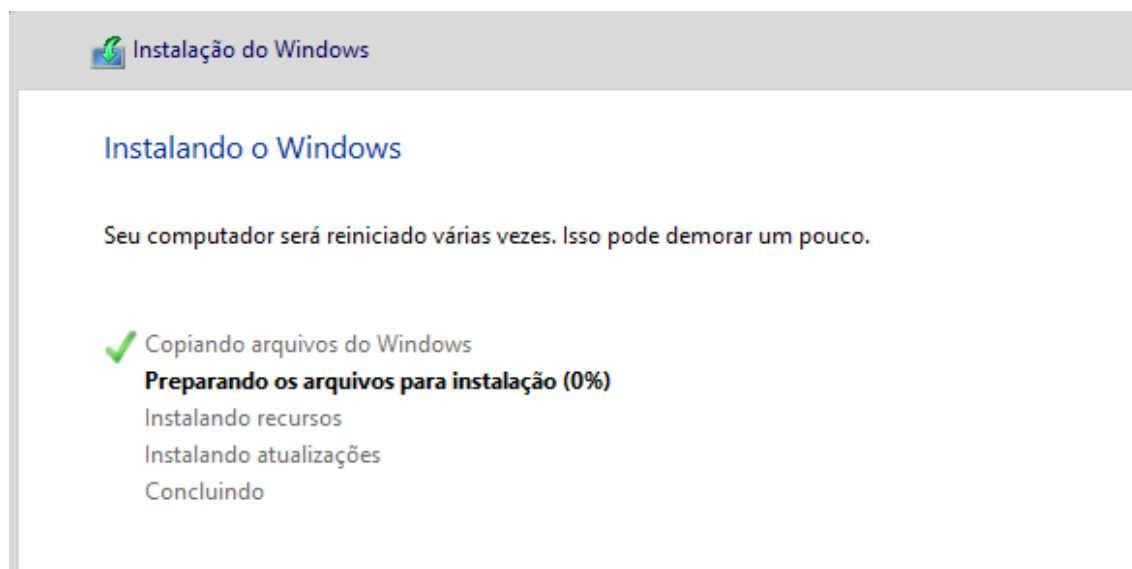 Instalação do Windows
Instalando o Windows
Seu computador será reiniciado várias vezes. Isso pode demorar um pouco.
Copiando arquivos do Windows
Preparando os arquivos para instalação (0%)
Instalando recursos
Instalando atualizações
Concluindo